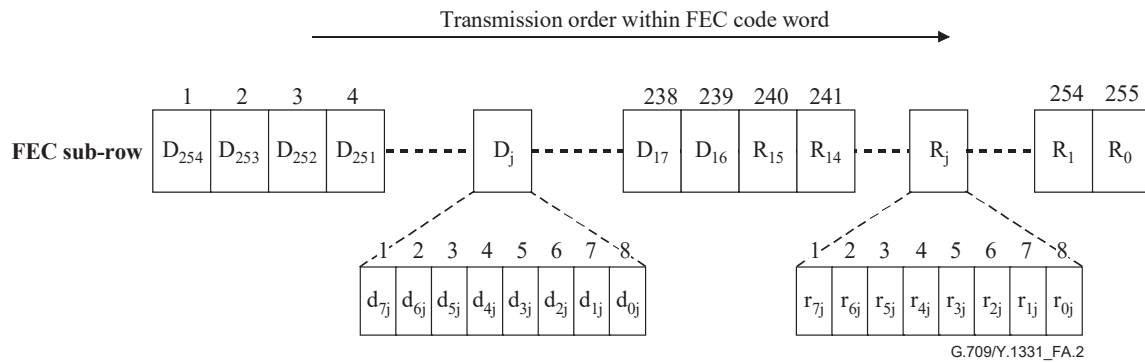 Transmission order within FEC code word
1 2 3 4 238 239 240 241 254 255
FEC sub-row D254 D253 D252 D251 Dj D17 D16 R15 R14 Rj R1 R0
1 2 3 4 5 6 7 8 1 2 3 4 5 6 7 8
d7j d6j d5j d4j d3j d2j d1j d0j r7j r6j r5j r4j r3j r2j r1j r0j
G.709/Y.1331_FA.2